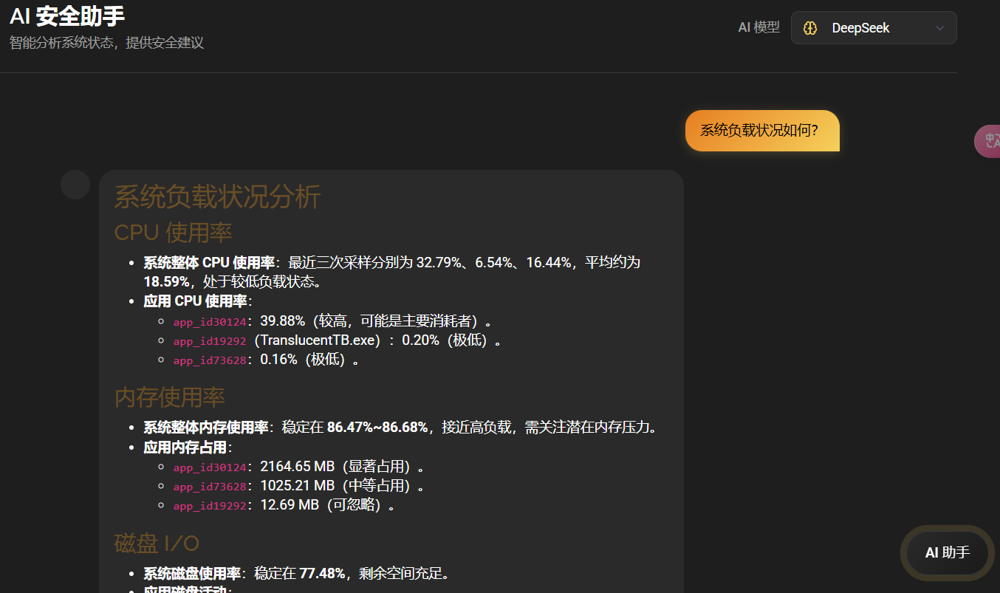 AI 安全助手
智能分析系统状态，提供安全建议
AI 模型
DeepSeek
系统负载状况如何？
中
A
系统负载状况分析
CPU 使用率
系统整体 CPU 使用率：最近三次采样分别为 32.79%、6.54%、16.44%，平均约为
18.59%，处于较低负载状态。
应用 CPU 使用率：
app_id30124：39.88%（较高，可能是主要消耗者）。
app_id19292（TranslucentTB.exe）：0.20%（极低）。
app_id73628：0.16%（极低）。
内存使用率
系统整体内存使用率：稳定在 86.47%~86.68%，接近高负载，需关注潜在内存压力。
应用内存占用：
app_id30124：2164.65 MB（显著占用）。
app_id73628：1025.21 MB（中等占用）。
app_id19292：12.69 MB（可忽略）。
磁盘 I/O
系统磁盘使用率：稳定在 77.48%，剩余空间充足。
应用磁盘活动：
AI 助手